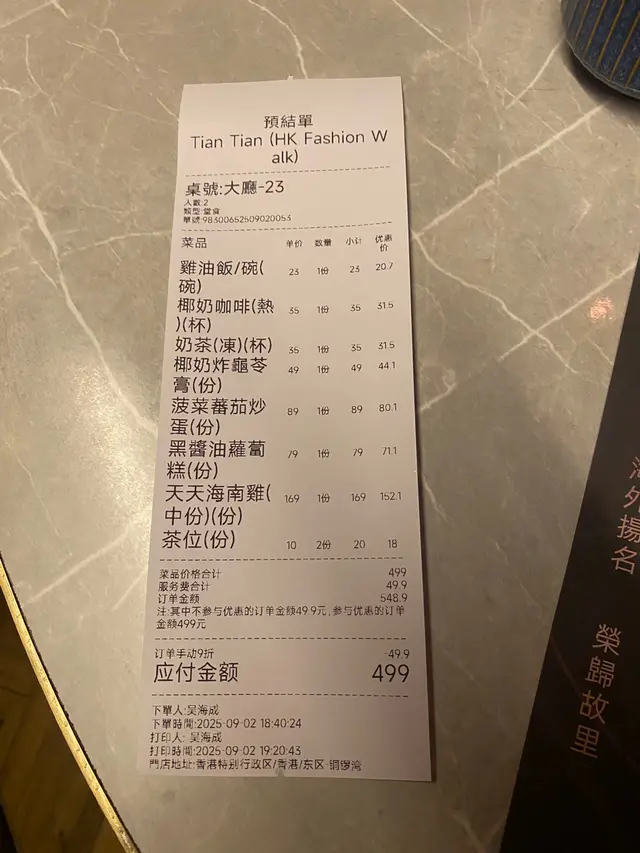 預結單
Tian Tian (HK Fashion W
alk)
桌號:大廳-23
人數:2
類型:堂食
單號:98300652509020053
菜品 单价 数量 小计 优惠
价
雞油飯/碗( 23 1份 23 20.7
碗)
椰奶咖啡(熱 35 1份 35 31.5
)(杯)
奶茶(凍)(杯) 35 1份 35 31.5
椰奶炸龜苓 49 1份 49 44.1
膏(份)
菠菜蕃茄炒 89 1份 89 80.1
蛋(份)
黑醬油蘿蔔 79 1份 79 71.1
糕(份)
天天海南雞( 169 1份 169 152.1
中份)(份)
茶位(份) 10 2份 20 18
菜品价格合计 499
服务费合计 49.9
订单金额 548.9
注:其中不参与优惠的订单金额49.9元,参与优惠的订单
金额499元
订单手动9折 -49.9
应付金额 499
下單人:吴海成
下單時間:2025-09-02 18:40:24
打印人: 吴海成
打印時間:2025-09-02 19:20:43
門店地址:香港特别行政区/香港/东区-铜锣湾
海外揚名
榮歸故里